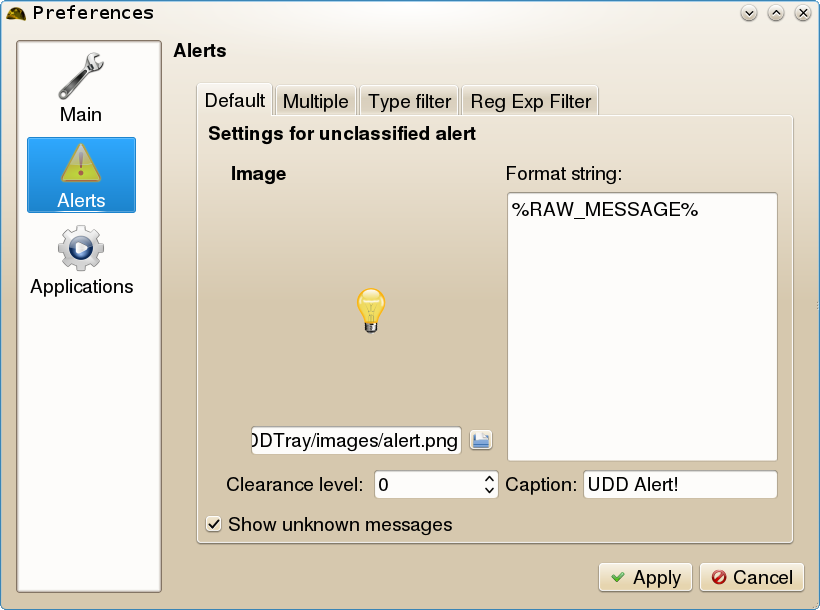 Preferences
Alerts
Main
Alerts
Applications
Default Multiple Type filter Reg Exp Filter
Settings for unclassified alert
Image
Format string:
%RAW_MESSAGE%
DDTray/images/alert.png
Clearance level: 0 Caption: UDD Alert!
Show unknown messages
Apply Cancel